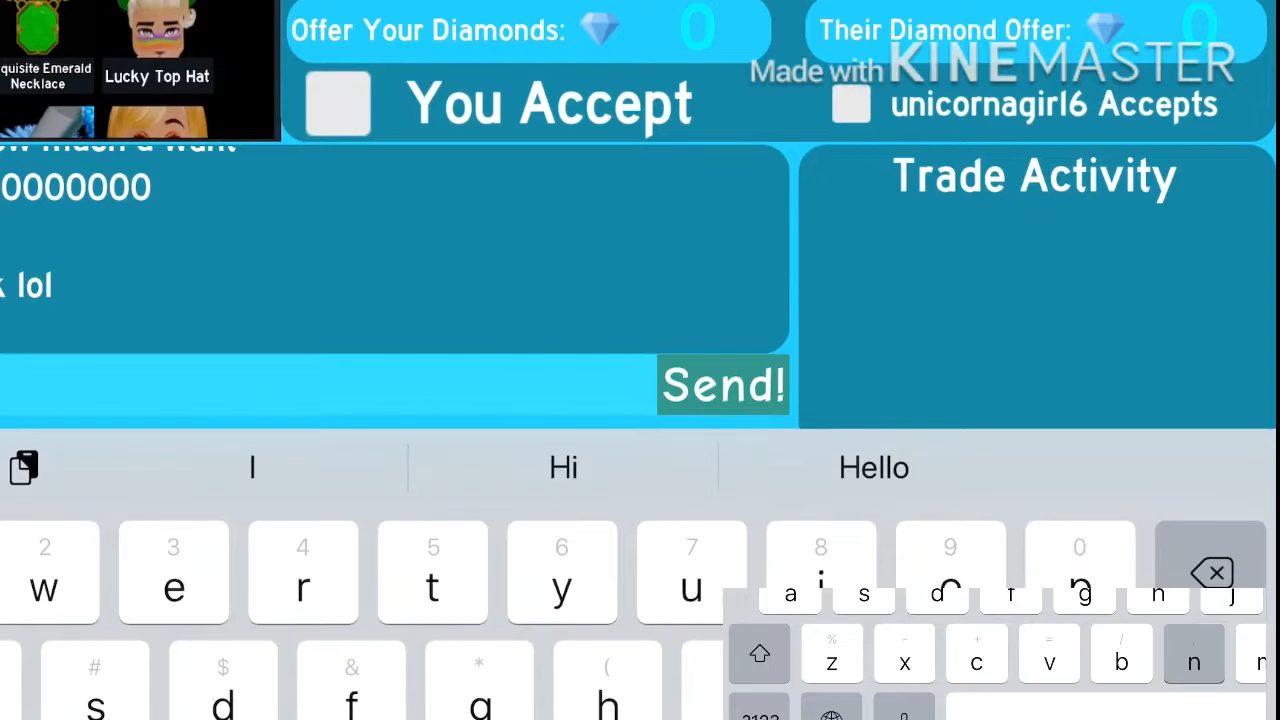 Offer Your Diamonds: 0
Their Diamond Offer: 0
quisite Emerald
Necklace
Lucky Top Hat
You Accept
Made with KINEMASTER
unicornagirl6 Accepts
0000000
lol
Trade Activity
Send!
I Hi Hello
2 3 4 5 6 7 8 9 0
w e r t y u
a s d f g h j
% - + = /
z x c v b n
# $ & * (
s d f g h